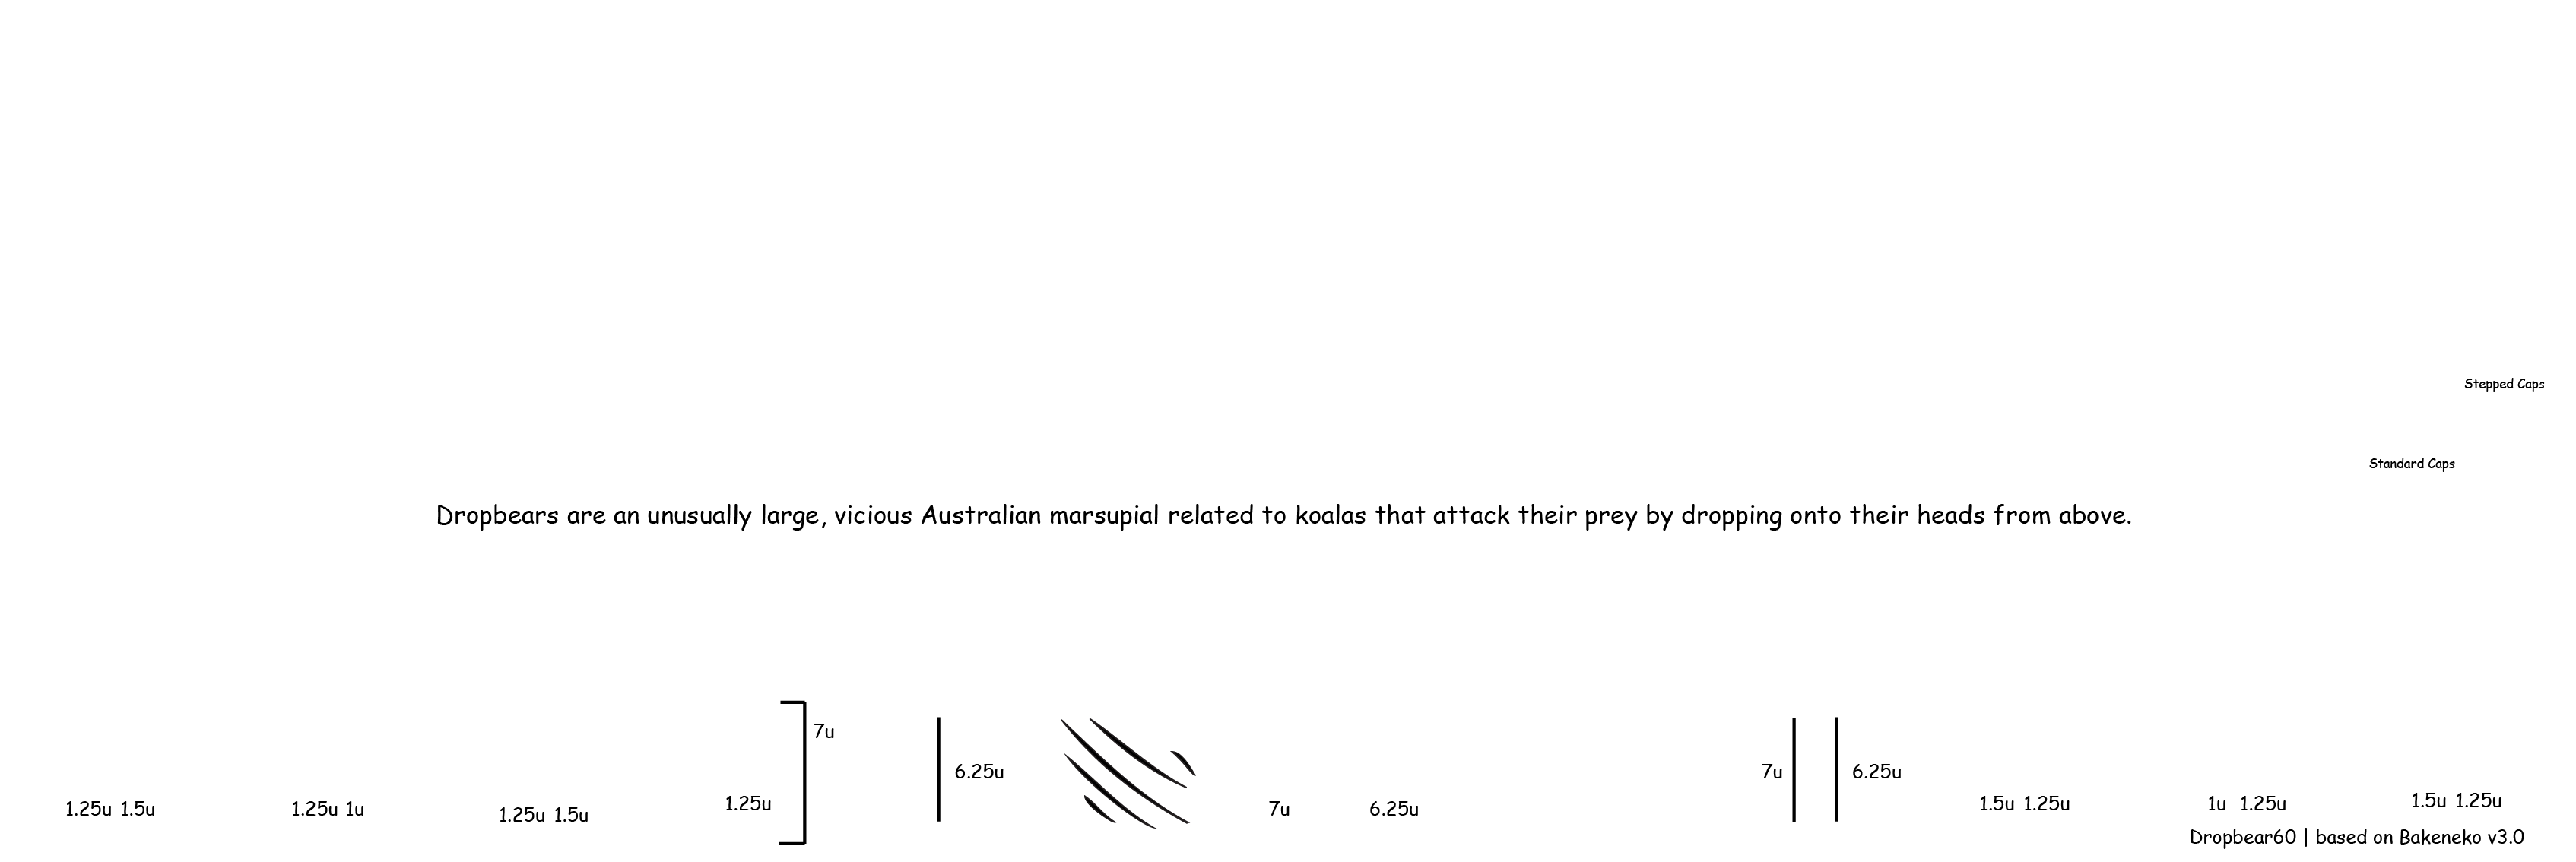 Stepped Caps
Standard Caps
Dropbears are an unusually large, vicious Australian marsupial related to koalas that attack their prey by dropping onto their heads from above.
7u
6.25u
7u
6.25u
1.25u 1.5u
1.25u 1u
1.25u 1.5u
1.25u
7u
6.25u
1.5u 1.25u
1u 1.25u
1.5u 1.25u
Dropbear60 | based on Bakeneko v3.0